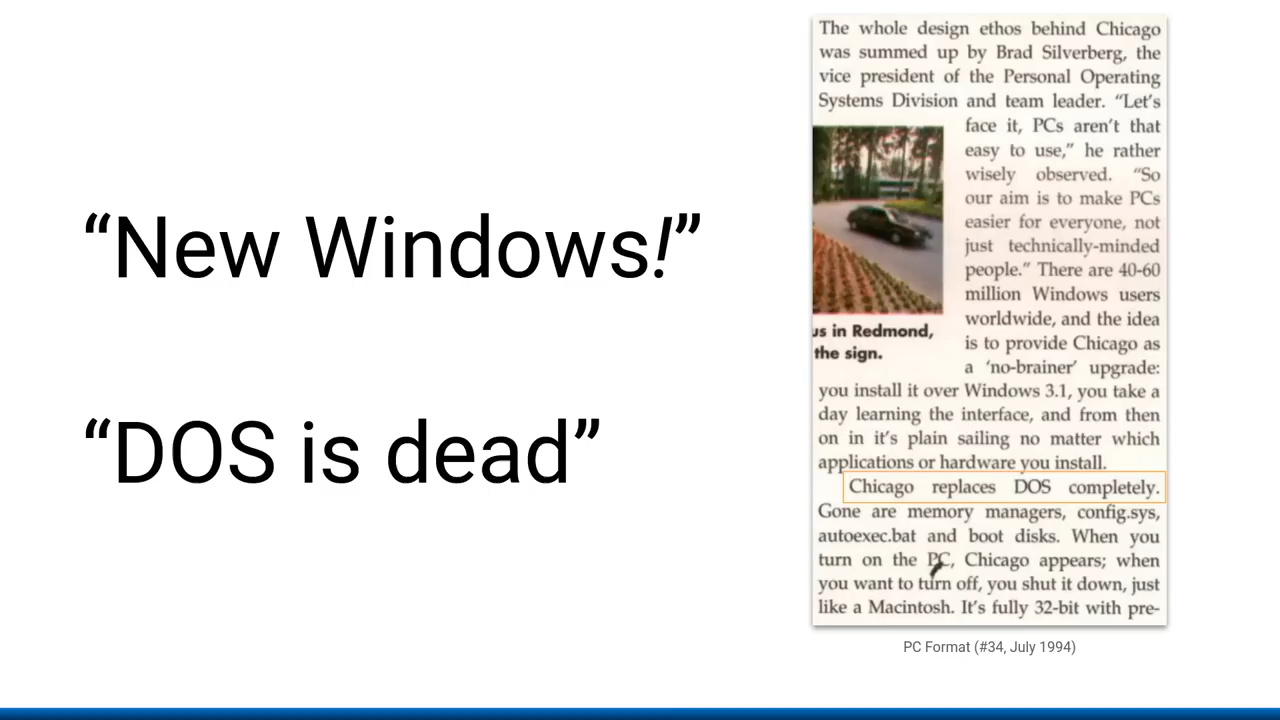 “New Windows!”
“DOS is dead”
The whole design ethos behind Chicago
was summed up by Brad Silverberg, the
vice president of the Personal Operating
Systems Division and team leader. “Let’s
face it, PCs aren’t that
easy to use,” he rather
wisely observed. “So
our aim is to make PCs
easier for everyone, not
just technically-minded
people.” There are 40-60
million Windows users
worldwide, and the idea
is to provide Chicago as
a ‘no-brainer’ upgrade:
us in Redmond,
the sign.
you install it over Windows 3.1, you take a
day learning the interface, and from then
on in it’s plain sailing no matter which
applications or hardware you install.
Chicago replaces DOS completely.
Gone are memory managers, config.sys,
autoexec.bat and boot disks. When you
turn on the PC, Chicago appears; when
you want to turn off, you shut it down, just
like a Macintosh. It’s fully 32-bit with pre-
PC Format (#34, July 1994)